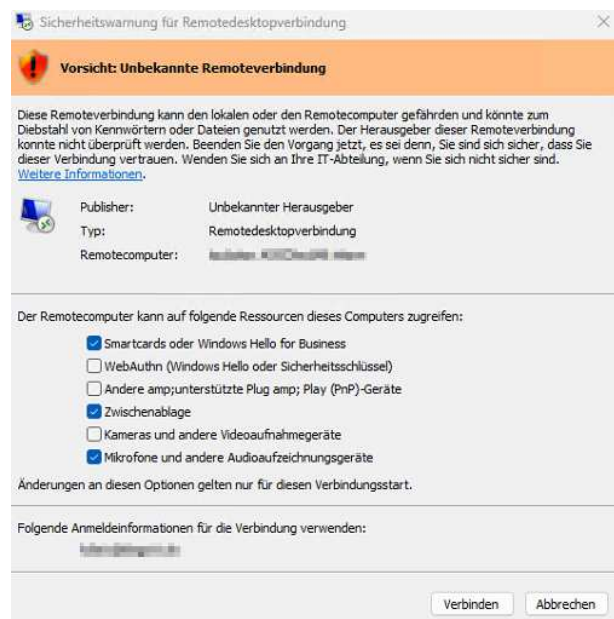 Sicherheitswarnung für Remotedesktopverbindung
Vorsicht: Unbekannte Remoteverbindung
Diese Remoteverbindung kann den lokalen oder den Remotecomputer gefährden und könnte zum
Diebstahl von Kennwörtern oder Dateien genutzt werden. Der Herausgeber dieser Remoteverbindung
konnte nicht überprüft werden. Beenden Sie den Vorgang jetzt, es sei denn, Sie sind sich sicher, dass Sie
dieser Verbindung vertrauen. Wenden Sie sich an Ihre IT-Abteilung, wenn Sie sich nicht sicher sind.
Weitere Informationen.
Publisher: Unbekannter Herausgeber
Typ: Remotedesktopverbindung
Remotecomputer:
Der Remotecomputer kann auf folgende Ressourcen dieses Computers zugreifen:
Smartcards oder Windows Hello for Business
WebAuthn (Windows Hello oder Sicherheitsschlüssel)
Andere amp;unterstützte Plug amp; Play (PnP)-Geräte
Zwischenablage
Kameras und andere Videoaufnahmegeräte
Mikrofone und andere Audioaufzeichnungsgeräte
Änderungen an diesen Optionen gelten nur für diesen Verbindungsstart.
Folgende Anmeldeinformationen für die Verbindung verwenden:
Verbinden Abbrechen